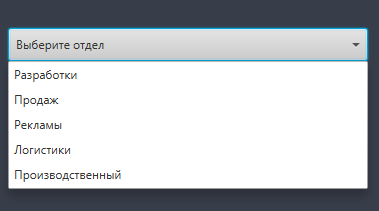 Выберите отдел
Разработки
Продаж
Рекламы
Логистики
Производственный